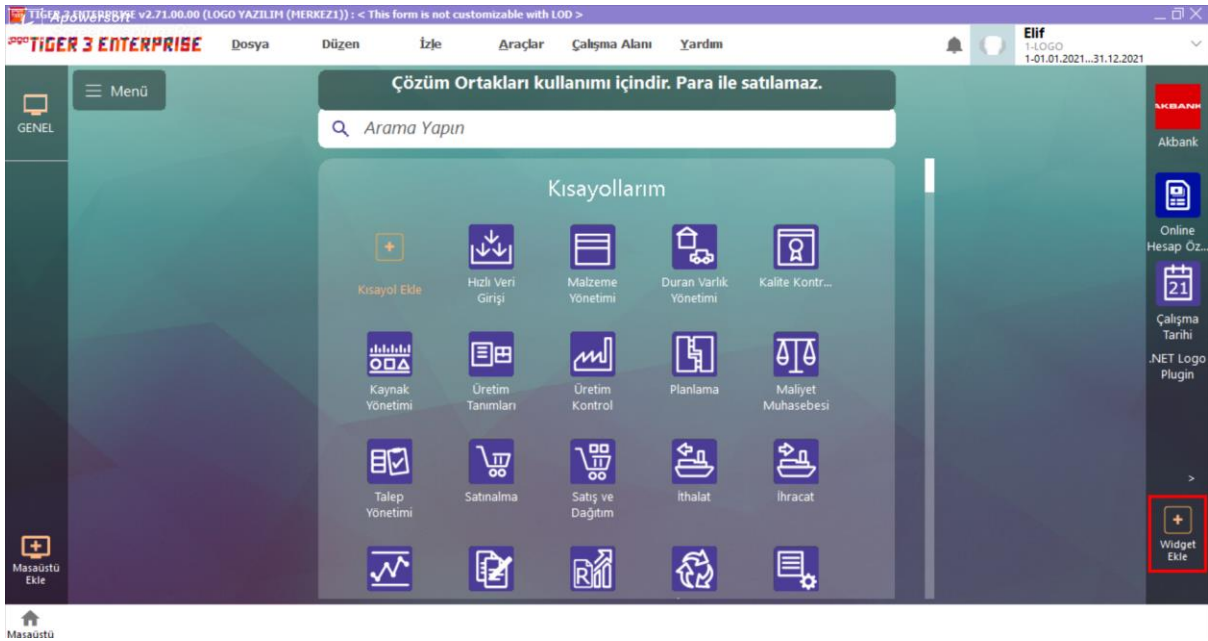 TIGER 3 ENTERPRISE v2.71.00.00 (LOGO YAZILIM (MERKEZ1)) : < This form is not customizable with LOD >
Apowersoft
LOGO TIGER 3 ENTERPRISE
Dosya
Düzen
İzle
Araçlar
Çalışma Alanı
Yardım
Elif
1-LOGO
1-01.01.2021...31.12.2021
GENEL
Menü
Çözüm Ortakları kullanımı içindir. Para ile satılamaz.
Arama Yapın
Kısayollarım
Kısayol Ekle
Hızlı Veri
Girişi
Malzeme
Yönetimi
Duran Varlık
Yönetimi
Kalite Kontr...
Kaynak
Yönetimi
Üretim
Tanımları
Üretim
Kontrol
Planlama
Maliyet
Muhasebesi
Talep
Yönetimi
Satınalma
Satış ve
Dağıtım
İthalat
İhracat
R
AKBANK
Akbank
Online
Hesap Öz...
21
Çalışma
Tarihi
.NET Logo
Plugin
>
Widget
Ekle
Masaüstü
Ekle
Masaüstü